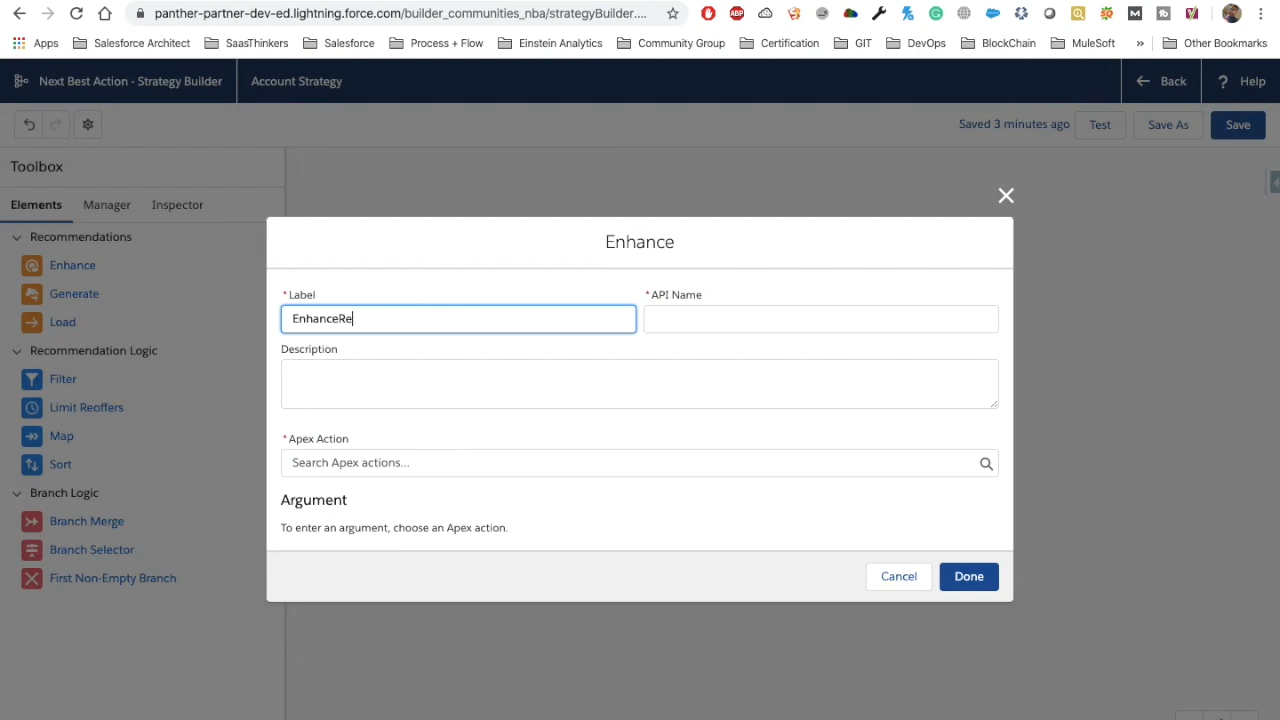 panther-partner-dev-ed.lightning.force.com/builder_communities_nba/strategyBuilder....
Apps Salesforce Architect SaasThinkers Salesforce Process + Flow Einstein Analytics Community Group Certification GIT DevOps BlockChain MuleSoft » Other Bookmarks
Next Best Action - Strategy Builder Account Strategy Back ? Help
Saved 3 minutes ago Test Save As Save
Toolbox
Elements Manager Inspector
Recommendations
Enhance
Generate
Load
Recommendation Logic
Filter
Limit Reoffers
Map
Sort
Branch Logic
Branch Merge
Branch Selector
First Non-Empty Branch
Enhance
* Label * API Name
EnhanceRe
Description
* Apex Action
Search Apex actions...
Argument
To enter an argument, choose an Apex action.
Cancel Done